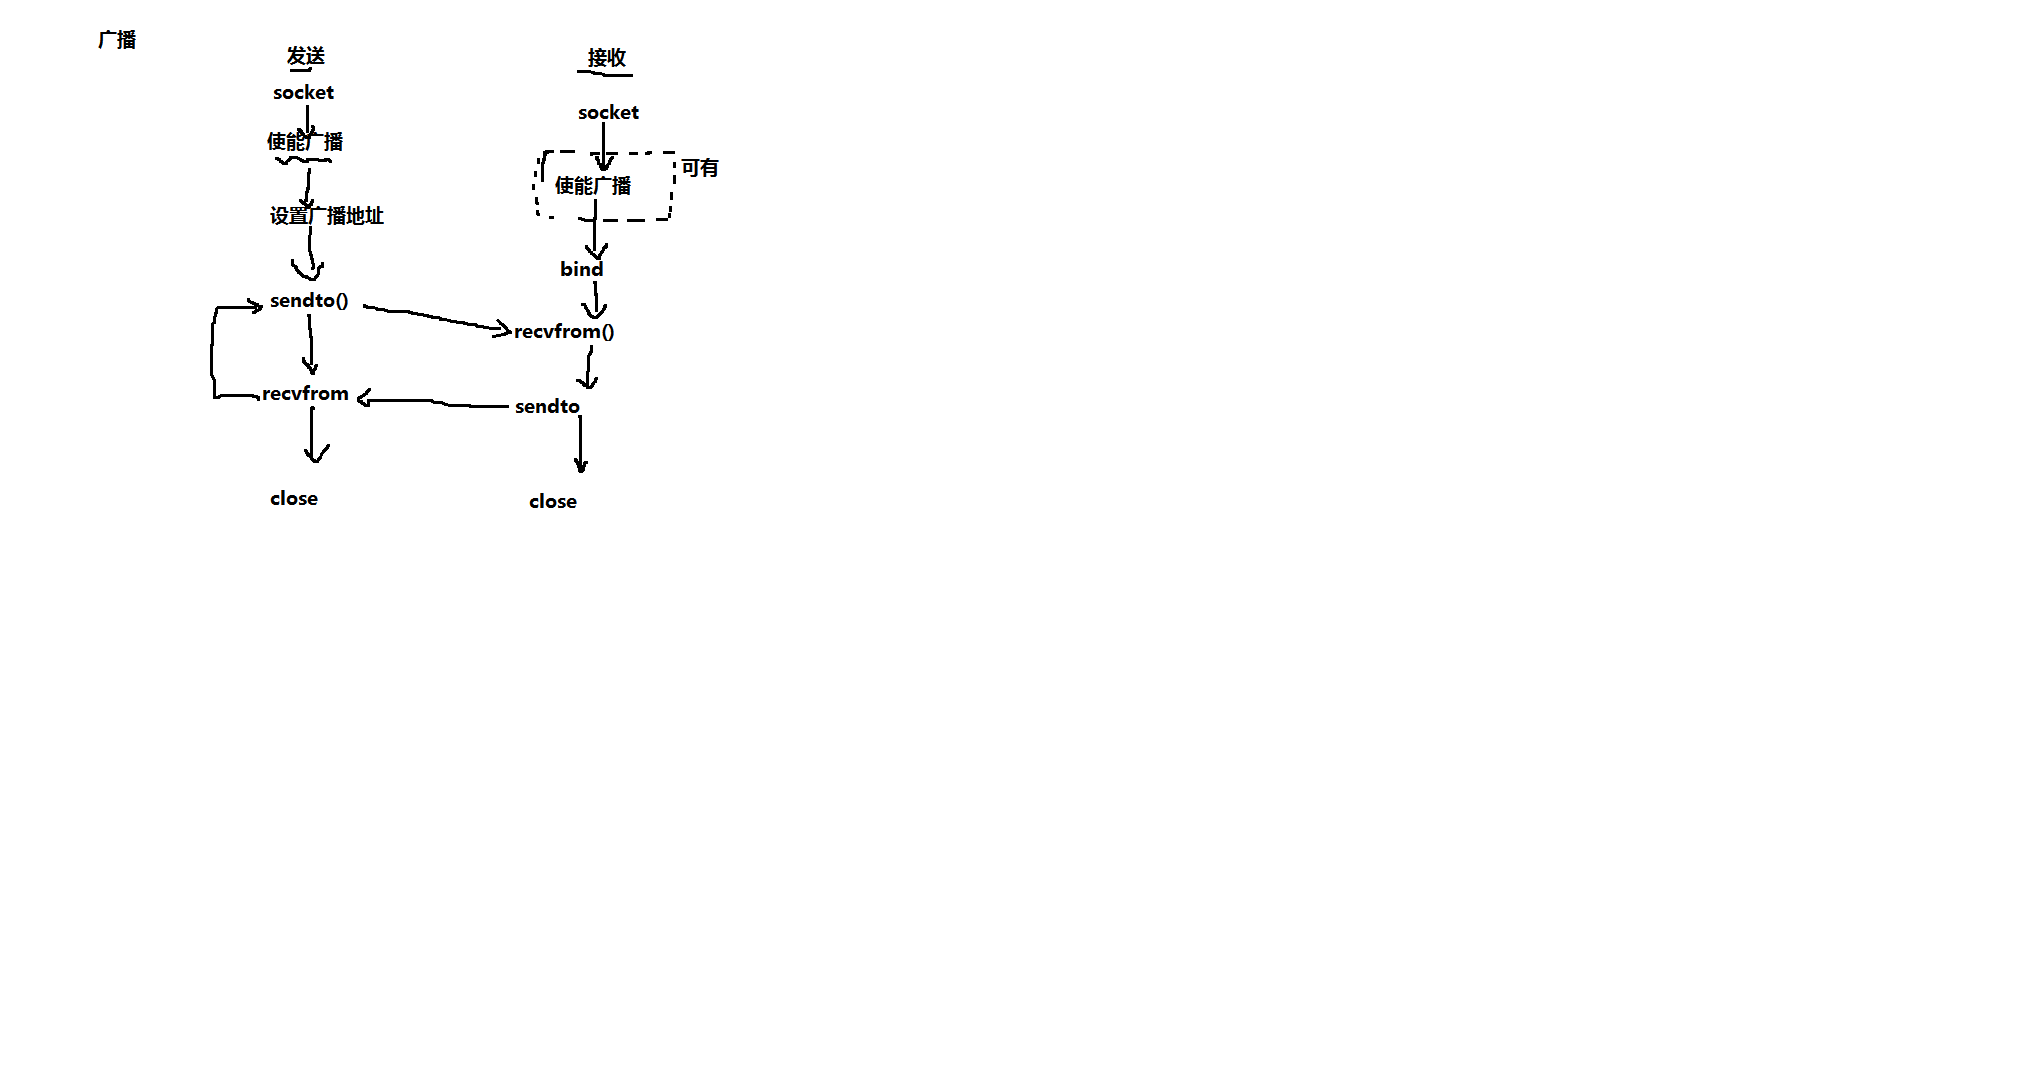 广播
发送
socket
使能广播
设置广播地址
sendto()
recvfrom
close
接收
socket
使能广播
可有
bind
recvfrom()
sendto
close